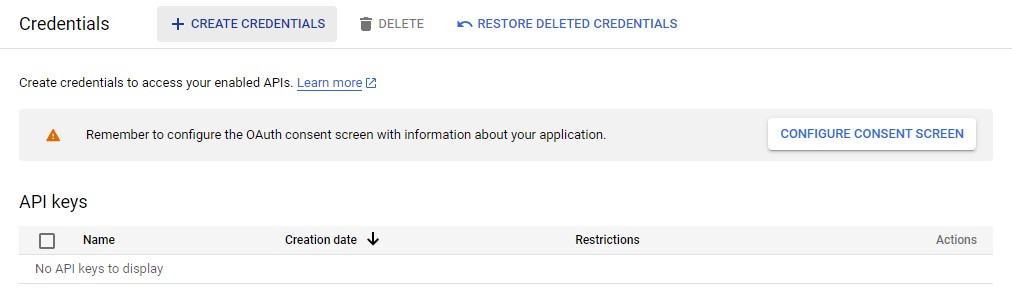 Credentials
CREATE CREDENTIALS
DELETE
RESTORE DELETED CREDENTIALS
Create credentials to access your enabled APIs. Learn more
Remember to configure the OAuth consent screen with information about your application.
CONFIGURE CONSENT SCREEN
API keys
Name Creation date Restrictions Actions
No API keys to display